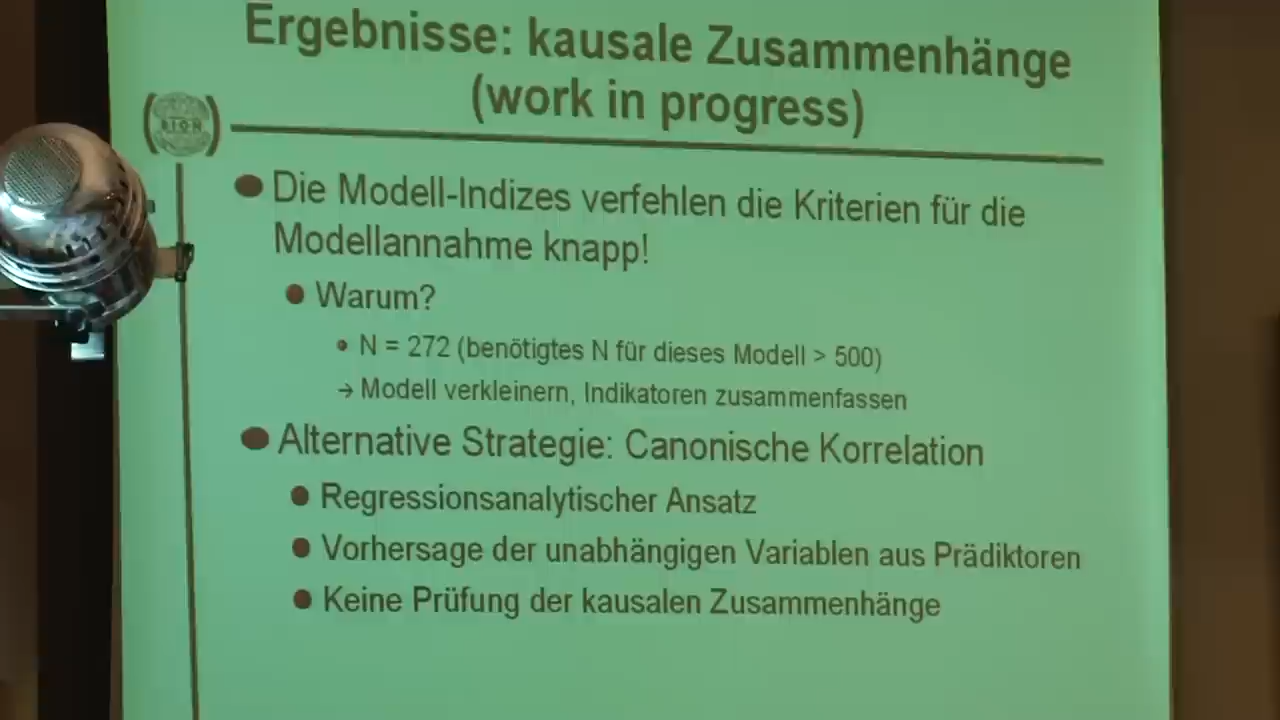 Ergebnisse: kausale Zusammenhänge
(work in progress)
Die Modell-Indizes verfehlen die Kriterien für die
Modellannahme knapp!
Warum?
N = 272 (benötigtes N für dieses Modell > 500)
→ Modell verkleinern, Indikatoren zusammenfassen
Alternative Strategie: Canonische Korrelation
Regressionsanalytischer Ansatz
Vorhersage der unabhängigen Variablen aus Prädiktoren
Keine Prüfung der kausalen Zusammenhänge